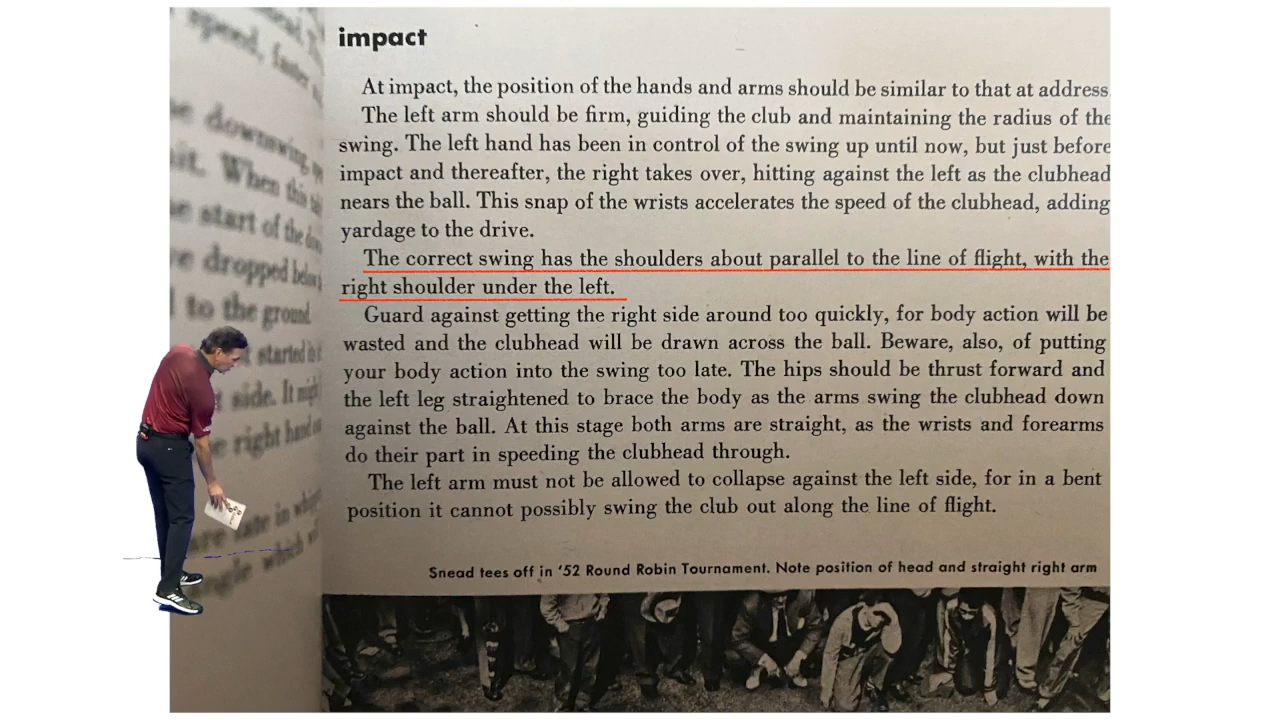 speed, faster
downswing
When this
start of the
dropped below
to the ground.
started
side. It
right hand
which
impact
At impact, the position of the hands and arms should be similar to that at address
The left arm should be firm, guiding the club and maintaining the radius of the
swing. The left hand has been in control of the swing up until now, but just before
impact and thereafter, the right takes over, hitting against the left as the clubhead
nears the ball. This snap of the wrists accelerates the speed of the clubhead, adding
yardage to the drive.
The correct swing has the shoulders about parallel to the line of flight, with the
right shoulder under the left.
Guard against getting the right side around too quickly, for body action will be
wasted and the clubhead will be drawn across the ball. Beware, also, of putting
your body action into the swing too late. The hips should be thrust forward and
the left leg straightened to brace the body as the arms swing the clubhead down
against the ball. At this stage both arms are straight, as the wrists and forearms
do their part in speeding the clubhead through.
The left arm must not be allowed to collapse against the left side, for in a bent
position it cannot possibly swing the club out along the line of flight.
Snead tees off in '52 Round Robin Tournament. Note position of head and straight right arm